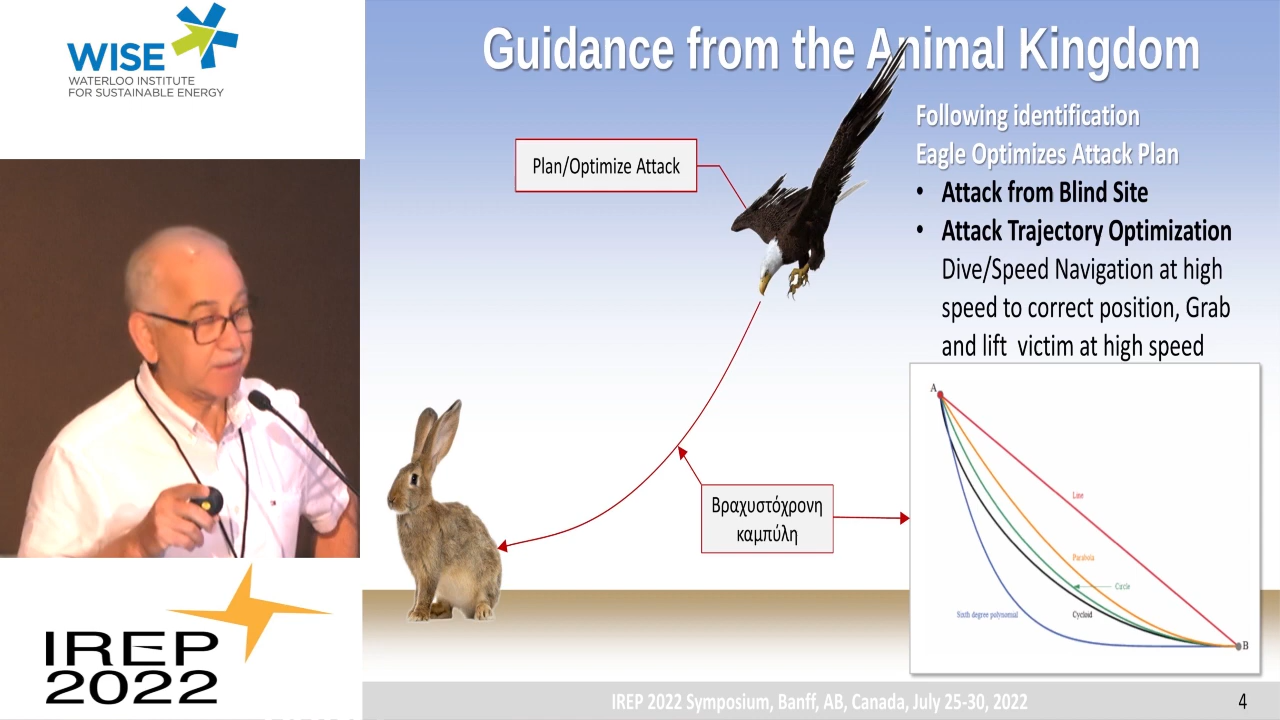 WISE
WATERLOO INSTITUTE
FOR SUSTAINABLE ENERGY
Guidance from the Animal Kingdom
Following identification
Eagle Optimizes Attack Plan
• Attack from Blind Site
• Attack Trajectory Optimization
Dive/Speed Navigation at high
speed to correct position, Grab
and lift victim at high speed
Plan/Optimize Attack
Βραχυστόχρονη
καμπύλη
A
Line
Parabola
Circle
Sixth degree polynomial
Cycloid
B
IREP
2022
IREP 2022 Symposium, Banff, AB, Canada, July 25-30, 2022
4